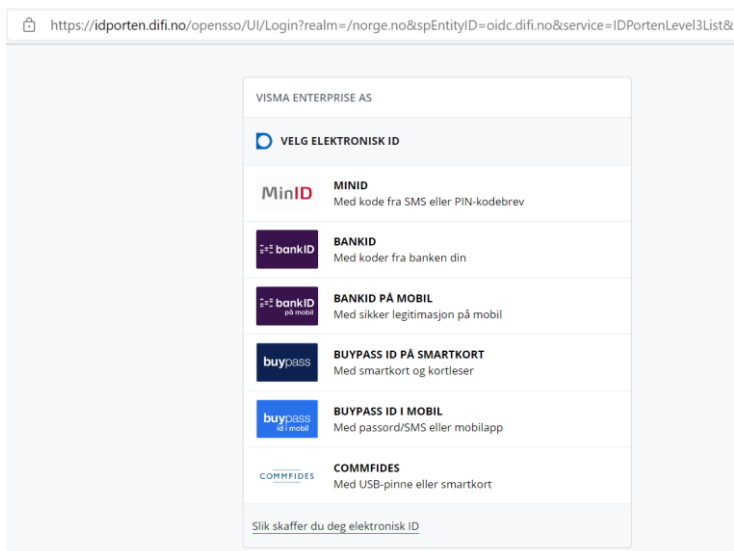 https://idporten.difi.no/opensso/UI/Login?realm=/norge.no&spEntityID=oidc.difi.no&service=IDPortenLevel3List&
VISMA ENTERPRISE AS
VELG ELEKTRONISK ID
MinID
MINID
Med kode fra SMS eller PIN-kodebrev
bankID
BANKID
Med koder fra banken din
bankID
på mobil
BANKID PÅ MOBIL
Med sikker legitimasjon på mobil
buypass
BUYPASS ID PÅ SMARTKORT
Med smartkort og kortleser
buypass
id i mobil
BUYPASS ID I MOBIL
Med passord/SMS eller mobilapp
COMMFIDES
COMMFIDES
Med USB-pinne eller smartkort
Slik skaffer du deg elektronisk ID